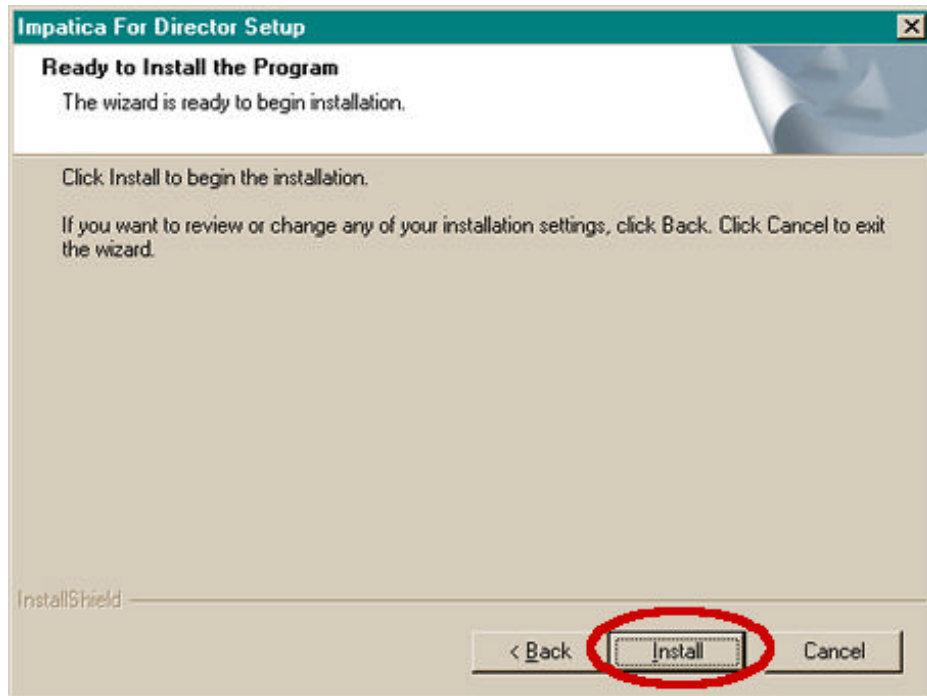 Impatica For Director Setup
Ready to Install the Program
The wizard is ready to begin installation.
Click Install to begin the installation.
If you want to review or change any of your installation settings, click Back. Click Cancel to exit
the wizard.
InstallShield
< Back Install Cancel